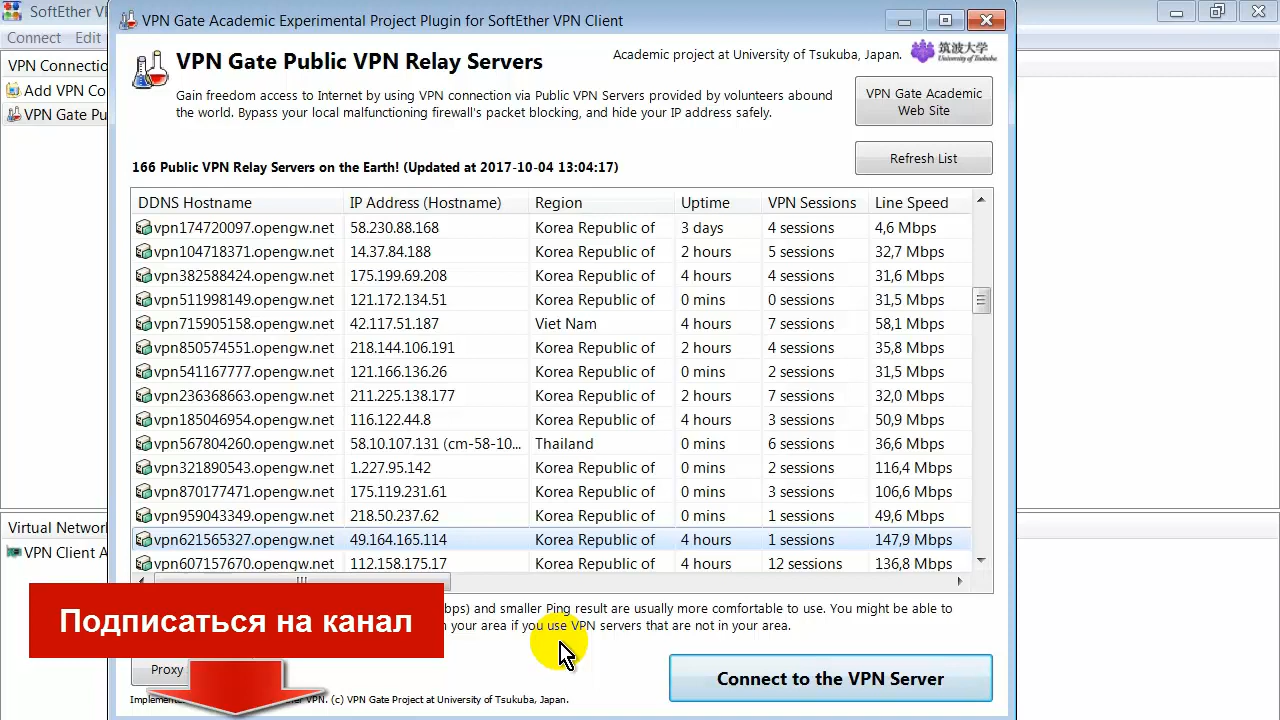 SoftEther VP
VPN Gate Academic Experimental Project Plugin for SoftEther VPN Client
Connect Edit
VPN Gate Public VPN Relay Servers
Academic project at University of Tsukuba, Japan.
筑波大学
University of Tsukuba
VPN Connectio
Gain freedom access to Internet by using VPN connection via Public VPN Servers provided by volunteers abound
the world. Bypass your local malfunctioning firewall's packet blocking, and hide your IP address safely.
VPN Gate Academic
Web Site
Add VPN Co
VPN Gate Pu
Refresh List
166 Public VPN Relay Servers on the Earth! (Updated at 2017-10-04 13:04:17)
DDNS Hostname IP Address (Hostname) Region Uptime VPN Sessions Line Speed
vpn174720097.opengw.net 58.230.88.168 Korea Republic of 3 days 4 sessions 4,6 Mbps
vpn104718371.opengw.net 14.37.84.188 Korea Republic of 2 hours 5 sessions 32,7 Mbps
vpn382588424.opengw.net 175.199.69.208 Korea Republic of 4 hours 4 sessions 31,6 Mbps
vpn511998149.opengw.net 121.172.134.51 Korea Republic of 0 mins 0 sessions 31,5 Mbps
vpn715905158.opengw.net 42.117.51.187 Viet Nam 4 hours 7 sessions 58,1 Mbps
vpn850574551.opengw.net 218.144.106.191 Korea Republic of 2 hours 4 sessions 35,8 Mbps
vpn541167777.opengw.net 121.166.136.26 Korea Republic of 0 mins 2 sessions 31,5 Mbps
vpn236368663.opengw.net 211.225.138.177 Korea Republic of 2 hours 7 sessions 32,0 Mbps
vpn185046954.opengw.net 116.122.44.8 Korea Republic of 4 hours 3 sessions 50,9 Mbps
vpn567804260.opengw.net 58.10.107.131 (cm-58-10... Thailand 0 mins 6 sessions 36,6 Mbps
vpn321890543.opengw.net 1.227.95.142 Korea Republic of 0 mins 2 sessions 116,4 Mbps
vpn870177471.opengw.net 175.119.231.61 Korea Republic of 0 mins 3 sessions 106,6 Mbps
vpn959043349.opengw.net 218.50.237.62 Korea Republic of 0 mins 1 sessions 49,6 Mbps
vpn621565327.opengw.net 49.164.165.114 Korea Republic of 4 hours 1 sessions 147,9 Mbps
vpn607157670.opengw.net 112.158.175.17 Korea Republic of 4 hours 12 sessions 136,8 Mbps
Virtual Network
VPN Client A
bps) and smaller Ping result are usually more comfortable to use. You might be able to
your area if you use VPN servers that are not in your area.
Подписаться на канал
Proxy
Connect to the VPN Server
VPN. (c) VPN Gate Project at University of Tsukuba, Japan.